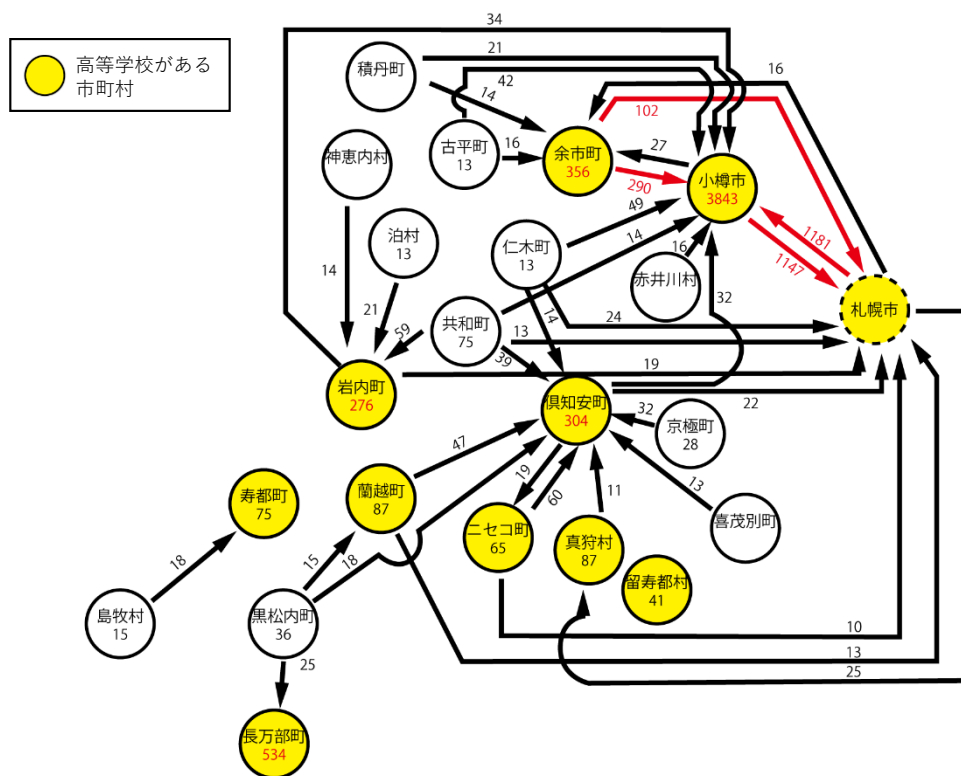 高等学校がある
市町村
34
21
42
14
16
102
16
27
290
49
14
16
1181
1147
14
21
59
39
14
24
13
32
19
22
32
13
47
19
60
11
18
15
18
25
10
13
25
積丹町
古平町
13
余市町
356
小樽市
3843
神恵内村
泊村
13
仁木町
13
赤井川村
札幌市
共和町
75
岩内町
276
倶知安町
304
京極町
28
寿都町
75
蘭越町
87
ニセコ町
65
真狩村
87
喜茂別町
留寿都村
41
島牧村
15
黒松内町
36
長万部町
534